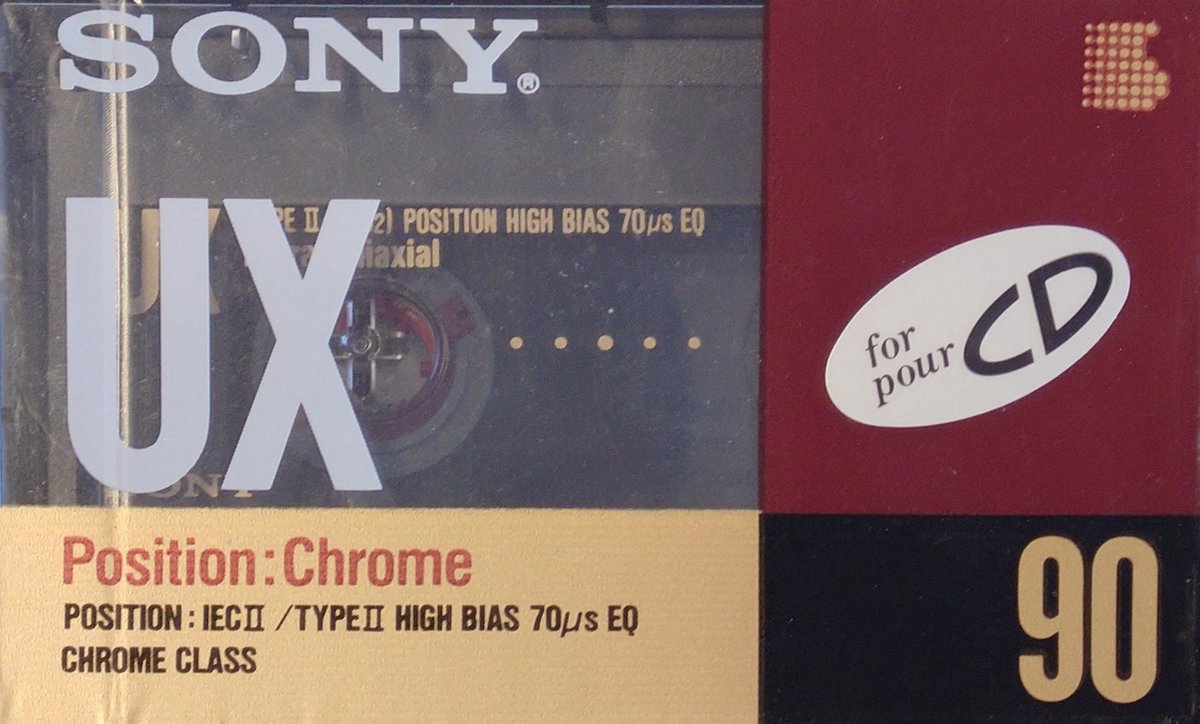 SONY®
UX
II
POSITION HIGH BIAS 70μs EQ
for
pour CD
Position:Chrome
POSITION: IECII /TYPEII HIGH BIAS 70μs EQ
CHROME CLASS
90